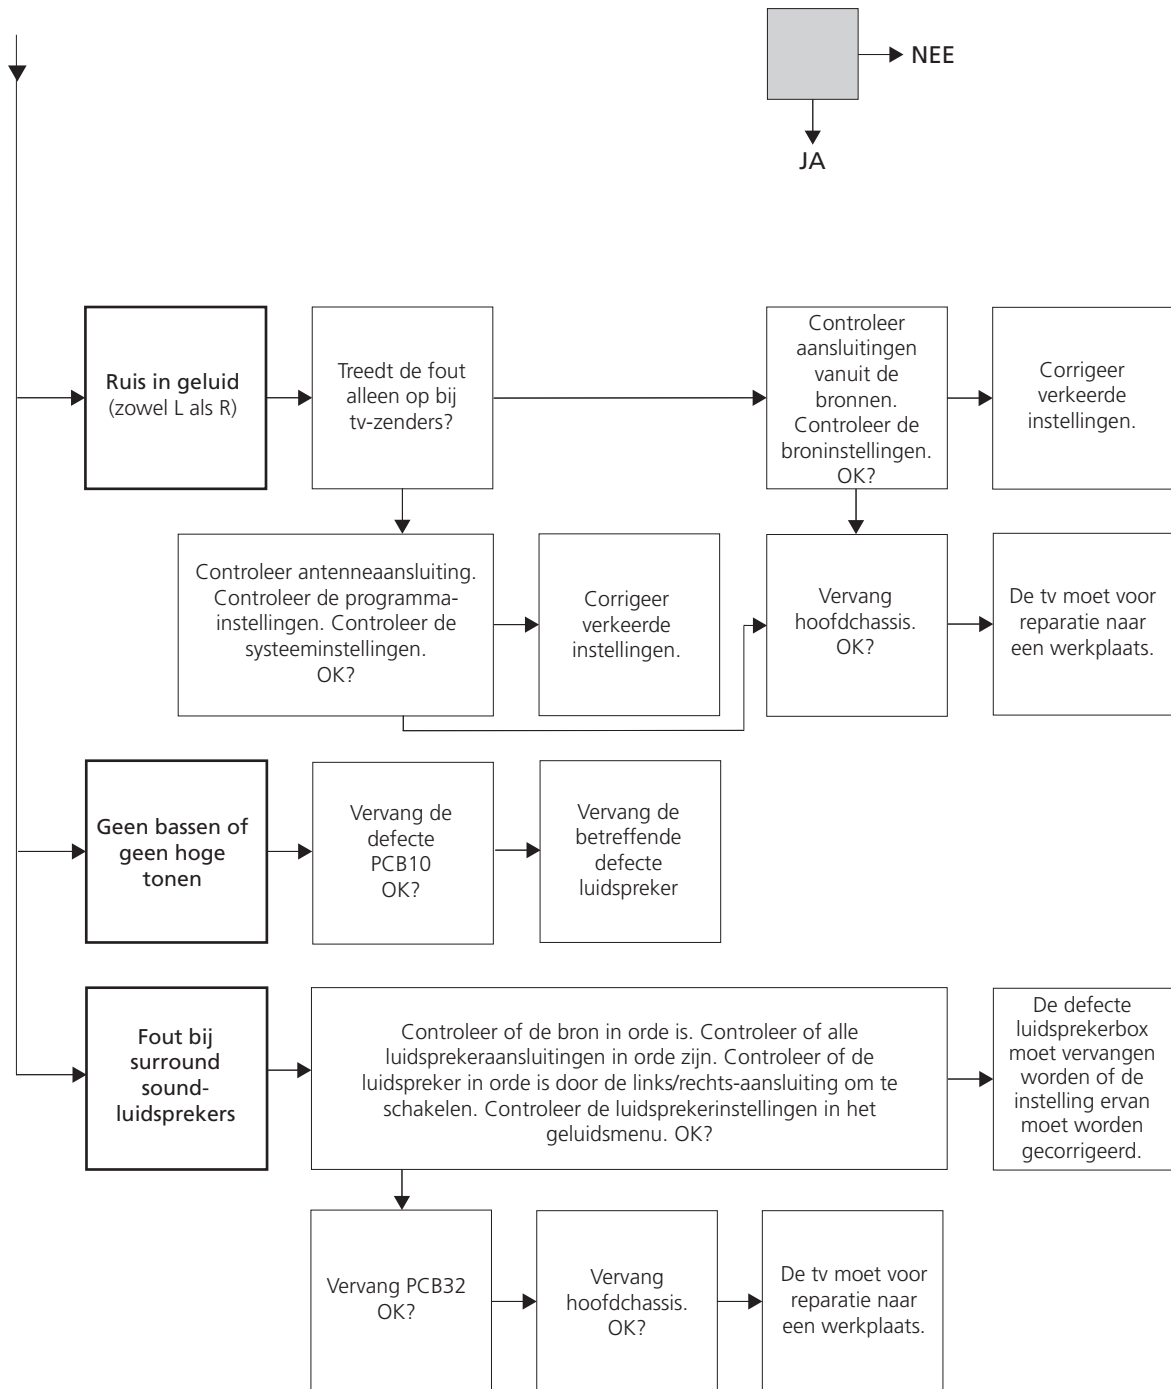 NEE
JA
Ruis in geluid
(zowel L als R)
Treedt de fout
alleen op bij
tv-zenders?
Controleer
aansluitingen
vanuit de
bronnen.
Controleer de
broninstellingen.
OK?
Corrigeer
verkeerde
instellingen.
Controleer antenneaansluiting.
Controleer de programma-
instellingen. Controleer de
systeeminstellingen.
OK?
Corrigeer
verkeerde
instellingen.
Vervang
hoofdchassis.
OK?
De tv moet voor
reparatie naar
een werkplaats.
Geen bassen of
geen hoge
tonen
Vervang de
defecte
PCB10
OK?
Vervang de
betreffende
defecte
luidspreker
Fout bij
surround
sound-
luidsprekers
Controleer of de bron in orde is. Controleer of alle
luidsprekeraansluitingen in orde zijn. Controleer of de
luidspreker in orde is door de links/rechts-aansluiting om te
schakelen. Controleer de luidsprekerinstellingen in het
geluidsmenu. OK?
De defecte
luidsprekerbox
moet vervangen
worden of de
instelling ervan
moet worden
gecorrigeerd.
Vervang PCB32
OK?
Vervang
hoofdchassis.
OK?
De tv moet voor
reparatie naar
een werkplaats.